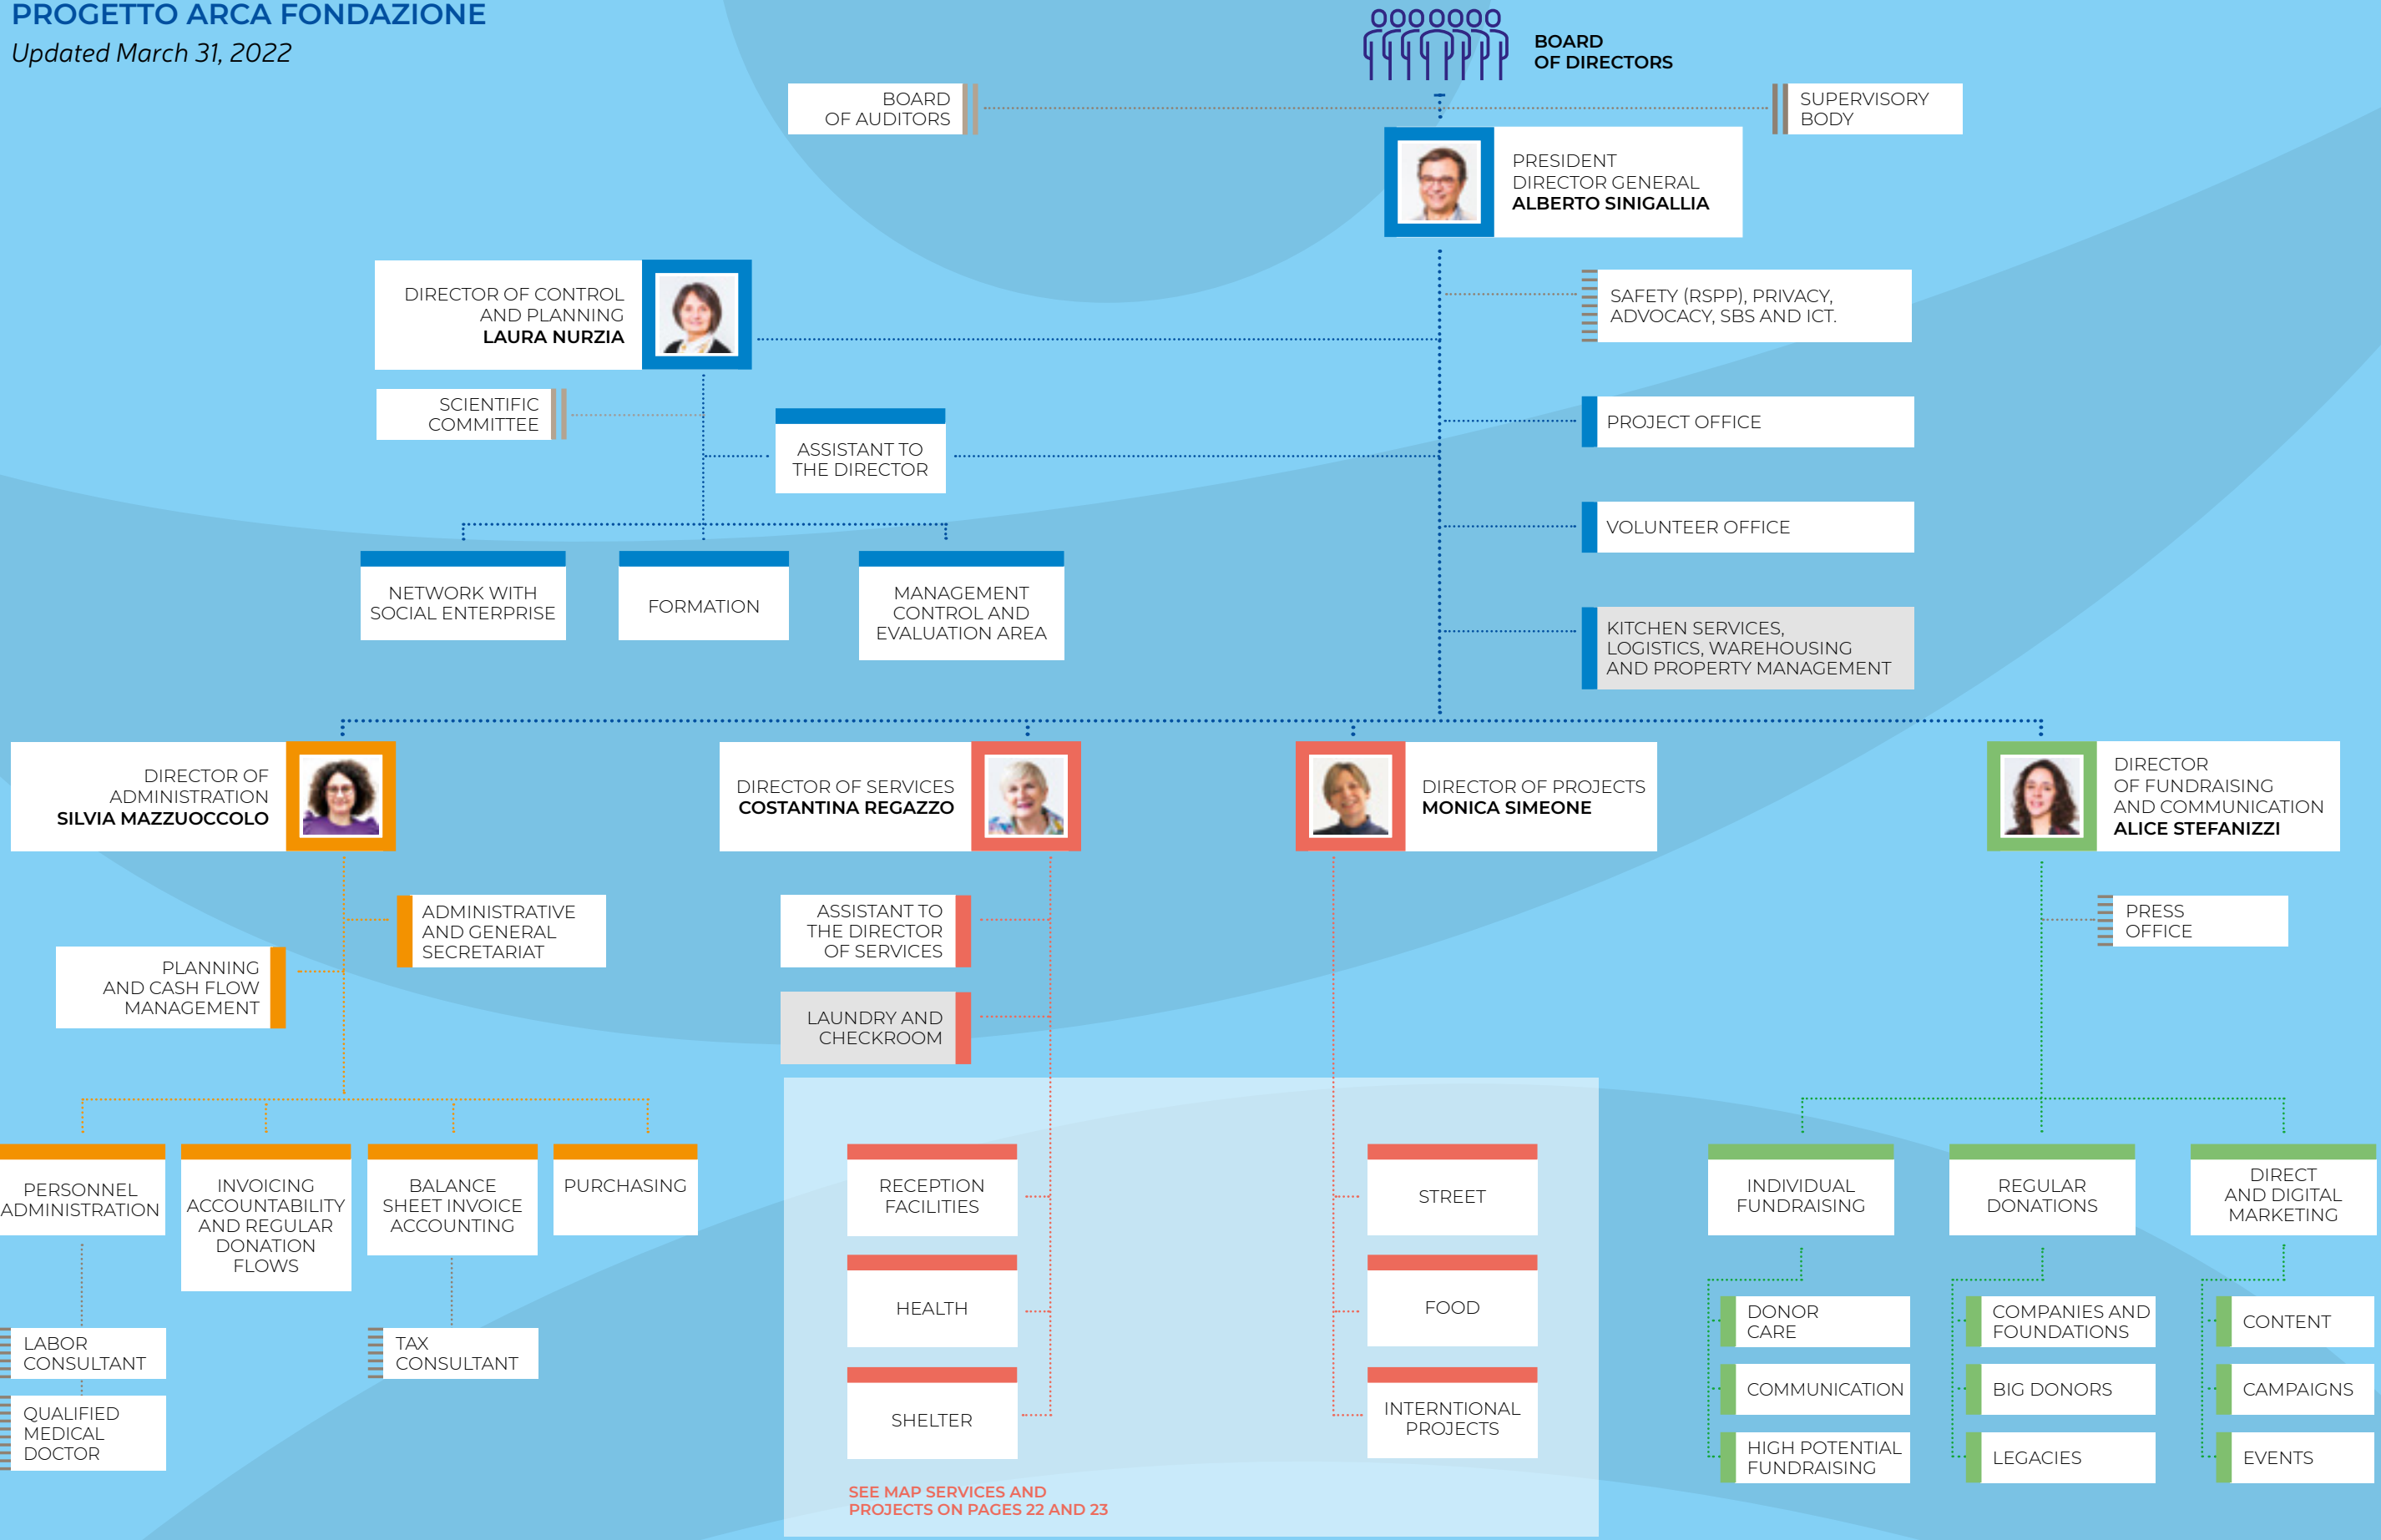 PROGETTO ARCA FONDAZIONE
Updated March 31, 2022
BOARD
OF DIRECTORS
BOARD
OF AUDITORS
SUPERVISORY
BODY
PRESIDENT
DIRECTOR GENERAL
ALBERTO SINIGALLIA
DIRECTOR OF CONTROL
AND PLANNING
LAURA NURZIA
SAFETY (RSPP), PRIVACY,
ADVOCACY, SBS AND ICT.
SCIENTIFIC
COMMITTEE
ASSISTANT TO
THE DIRECTOR
PROJECT OFFICE
VOLUNTEER OFFICE
NETWORK WITH
SOCIAL ENTERPRISE
FORMATION
MANAGEMENT
CONTROL AND
EVALUATION AREA
KITCHEN SERVICES,
LOGISTICS, WAREHOUSING
AND PROPERTY MANAGEMENT
DIRECTOR OF
ADMINISTRATION
SILVIA MAZZUOCCOLO
DIRECTOR OF SERVICES
COSTANTINA REGAZZO
DIRECTOR OF PROJECTS
MONICA SIMEONE
DIRECTOR
OF FUNDRAISING
AND COMMUNICATION
ALICE STEFANIZZI
ADMINISTRATIVE
AND GENERAL
SECRETARIAT
PLANNING
AND CASH FLOW
MANAGEMENT
ASSISTANT TO
THE DIRECTOR
OF SERVICES
LAUNDRY AND
CHECKROOM
PRESS
OFFICE
PERSONNEL
ADMINISTRATION
INVOICING
ACCOUNTABILITY
AND REGULAR
DONATION
FLOWS
BALANCE
SHEET INVOICE
ACCOUNTING
PURCHASING
LABOR
CONSULTANT
TAX
CONSULTANT
QUALIFIED
MEDICAL
DOCTOR
RECEPTION
FACILITIES
HEALTH
SHELTER
STREET
FOOD
INTERNTIONAL
PROJECTS
SEE MAP SERVICES AND
PROJECTS ON PAGES 22 AND 23
INDIVIDUAL
FUNDRAISING
DONOR
CARE
COMMUNICATION
HIGH POTENTIAL
FUNDRAISING
REGULAR
DONATIONS
COMPANIES AND
FOUNDATIONS
BIG DONORS
LEGACIES
DIRECT
AND DIGITAL
MARKETING
CONTENT
CAMPAIGNS
EVENTS